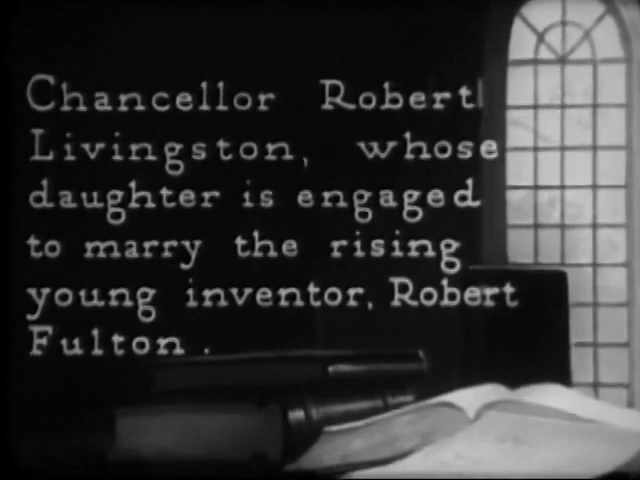 Chancellor Robert
Livingston, whose
daughter is engaged
to marry the rising
young inventor, Robert
Fulton.